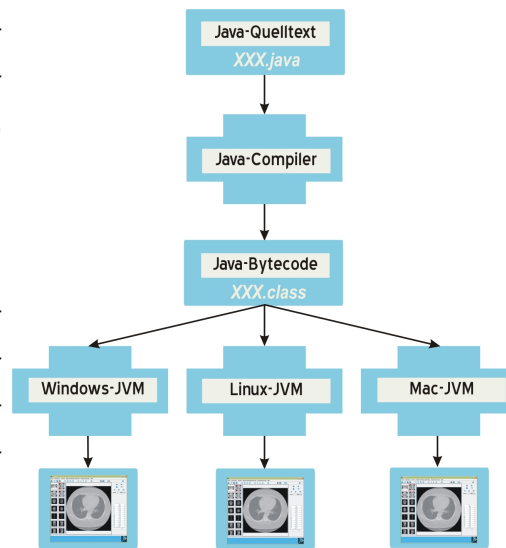 Java-Quelltext
XXX.java
Java-Compiler
Java-Bytecode
XXX.class
Windows-JVM
Linux-JVM
Mac-JVM